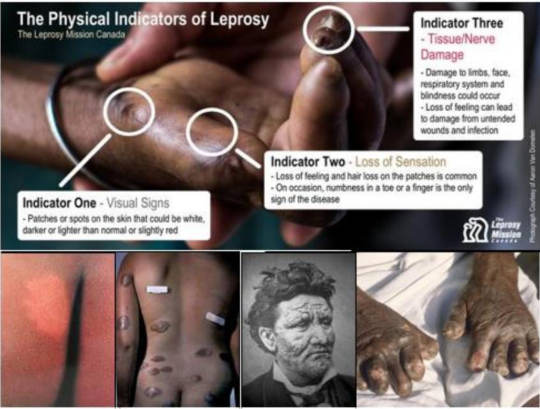 The Physical Indicators of Leprosy
The Leprosy Mission Canada
Indicator Three
- Tissue/Nerve
Damage
- Damage to limbs, face,
respiratory system and
blindness could occur
- Loss of feeling can lead
to damage from untended
wounds and infection
Indicator Two - Loss of Sensation
- Loss of feeling and hair loss on the patches is common
- On occasion, numbness in a toe or a finger is the only
sign of the disease
Indicator One - Visual Signs
- Patches or spots on the skin that could be white,
darker or lighter than normal or slightly red
The
Leprosy
Mission
Canada